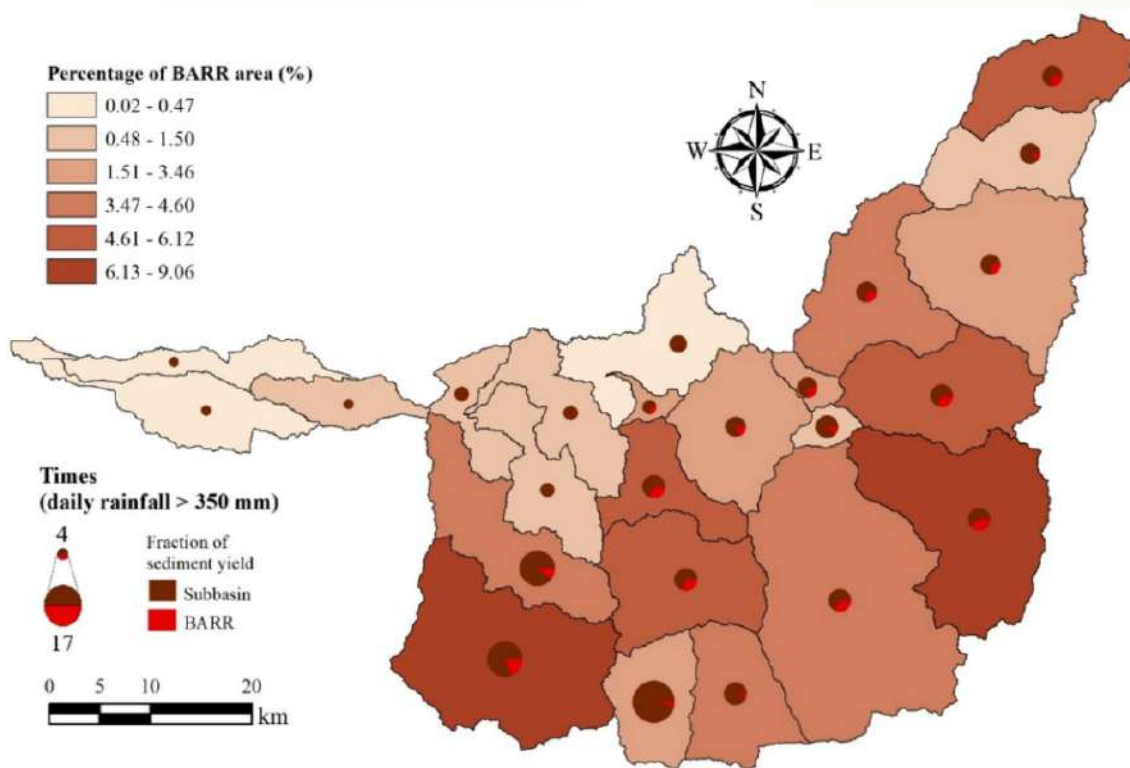 Percentage of BARR area (%)
0.02 - 0.47
0.48 - 1.50
1.51 - 3.46
3.47 - 4.60
4.61 - 6.12
6.13 - 9.06
N
W E
S
Times
(daily rainfall > 350 mm)
4
17
Fraction of
sediment yield
Subbasin
BARR
0 5 10 20
km